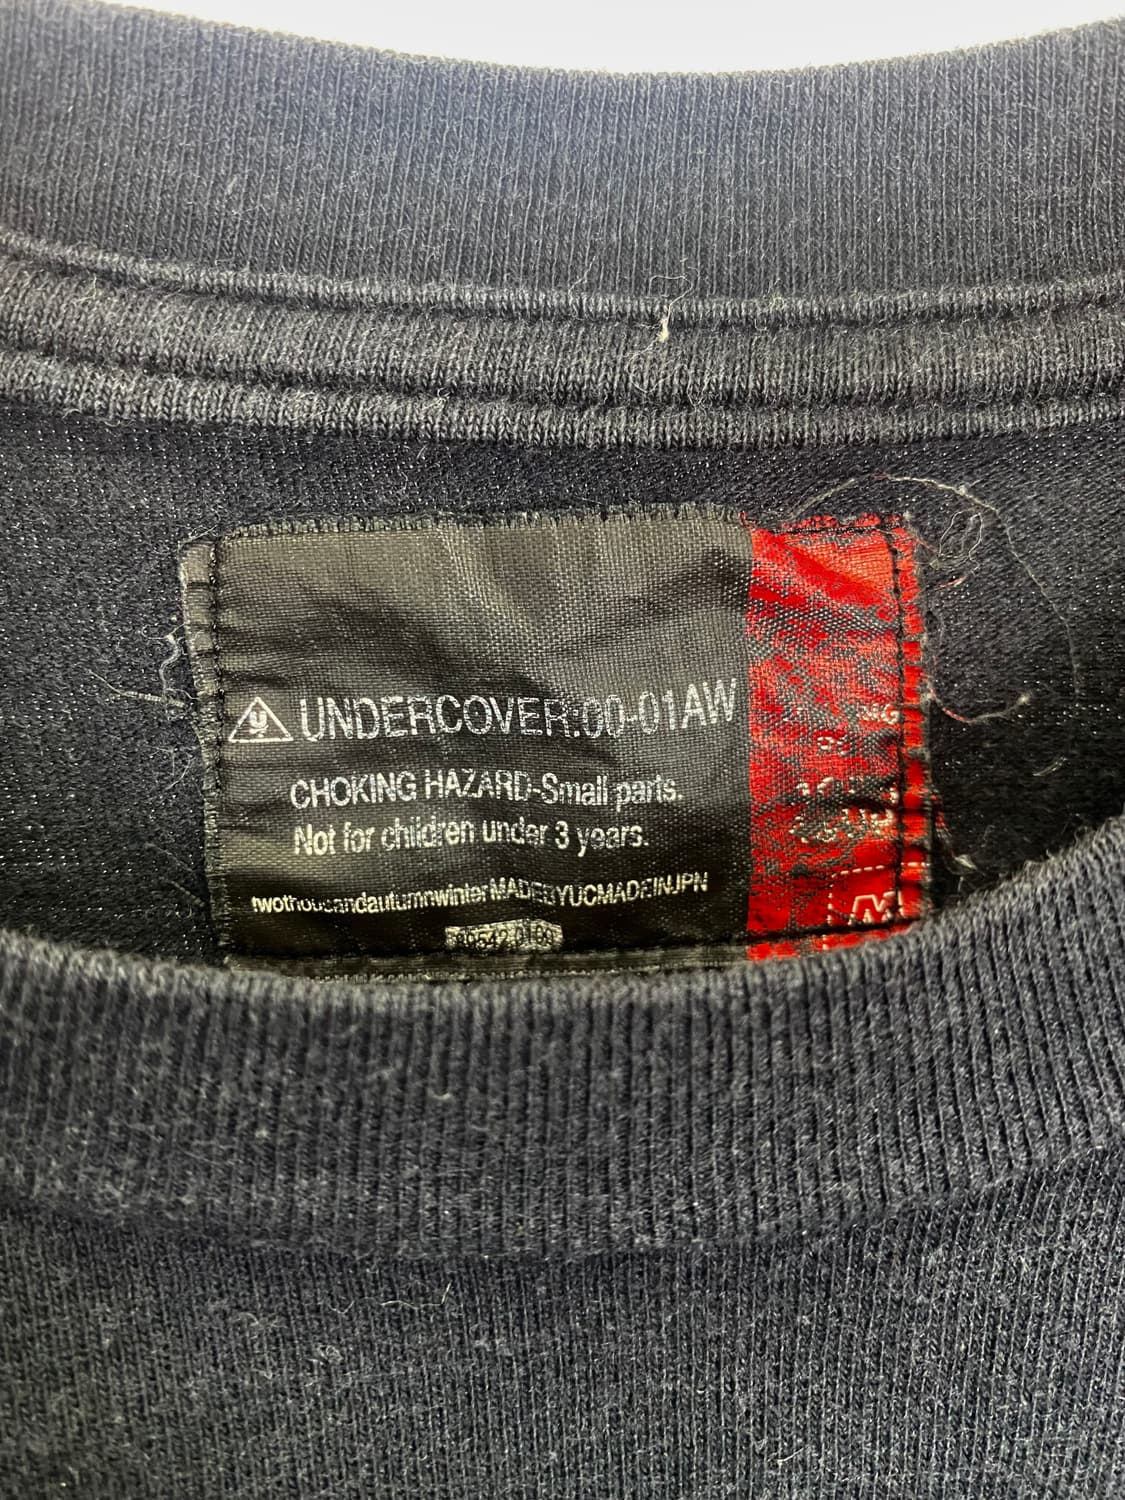 UNDERCOVER:00-01AW
CHOKING HAZARD-Small parts.
Not for children under 3 years.
twothousandautumnwinterMADEBYUCMADEINJPN
M